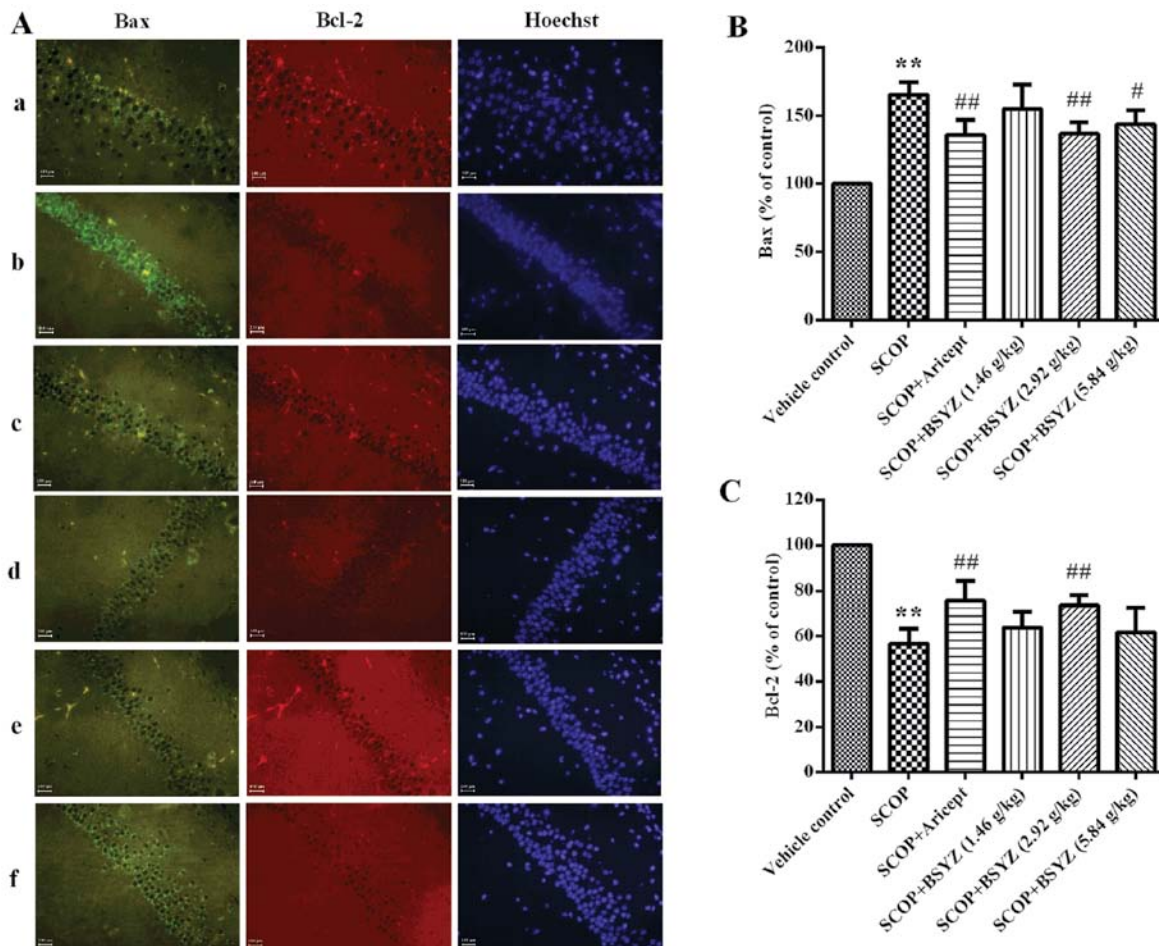 A
Bax
Bcl-2
Hoechst
a
b
c
d
e
f
B
Bax (% of control)
200
150
100
50
0
**
##
##
#
Vehicle control
SCOP
SCOP+Aricept
SCOP+BSYZ (1.46 g/kg)
SCOP+BSYZ (2.92 g/kg)
SCOP+BSYZ (5.84 g/kg)
C
Bcl-2 (% of control)
120
100
80
60
40
20
0
**
##
##
Vehicle control
SCOP
SCOP+Aricept
SCOP+BSYZ (1.46 g/kg)
SCOP+BSYZ (2.92 g/kg)
SCOP+BSYZ (5.84 g/kg)